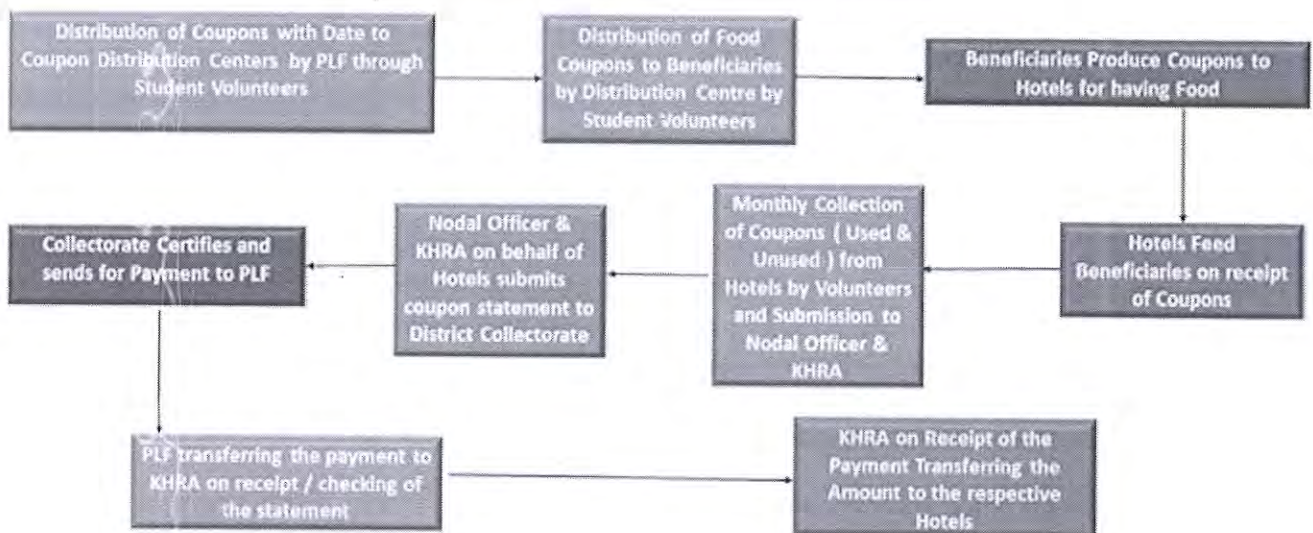 Distribution of Coupons with Date to
Coupon Distribution Centers by PLF through
Student Volunteers
Distribution of Food
Coupons to Beneficiaries
by Distribution Centre by
Student Volunteers
Beneficiaries Produce Coupons to
Hotels for having Food
Hotels Feed
Beneficiaries on receipt
of Coupons
Monthly Collection
of Coupons ( Used &
Unused ) from
Hotels by Volunteers
and Submission to
Nodal Officer &
KHRA
Nodal Officer &
KHRA on behalf of
Hotels submits
coupon statement to
District Collectorate
Collectorate Certifies and
sends for Payment to PLF
PLF transferring the payment to
KHRA on receipt / checking of
the statement
KHRA on Receipt of the
Payment Transferring the
Amount to the respective
Hotels